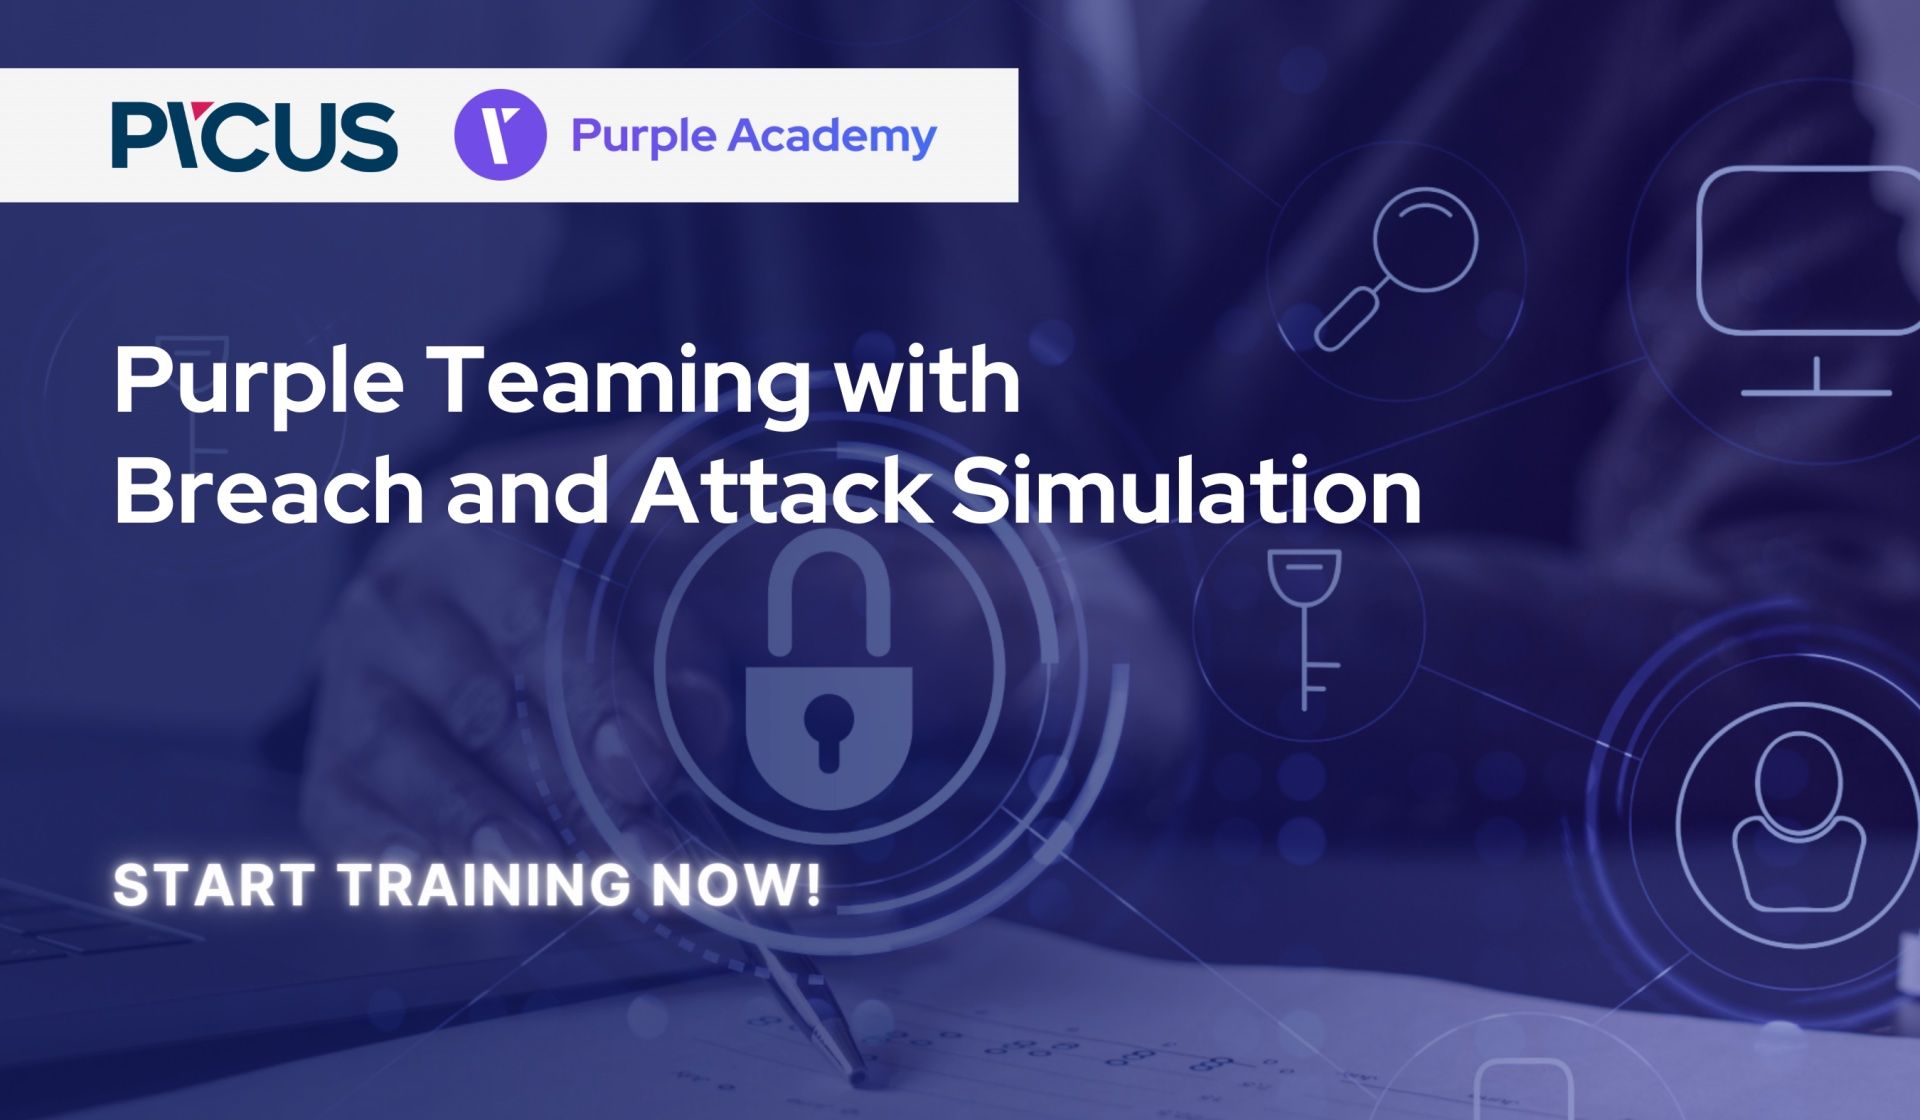 PICUS
Purple Academy
Purple Teaming with
Breach and Attack Simulation
START TRAINING NOW!